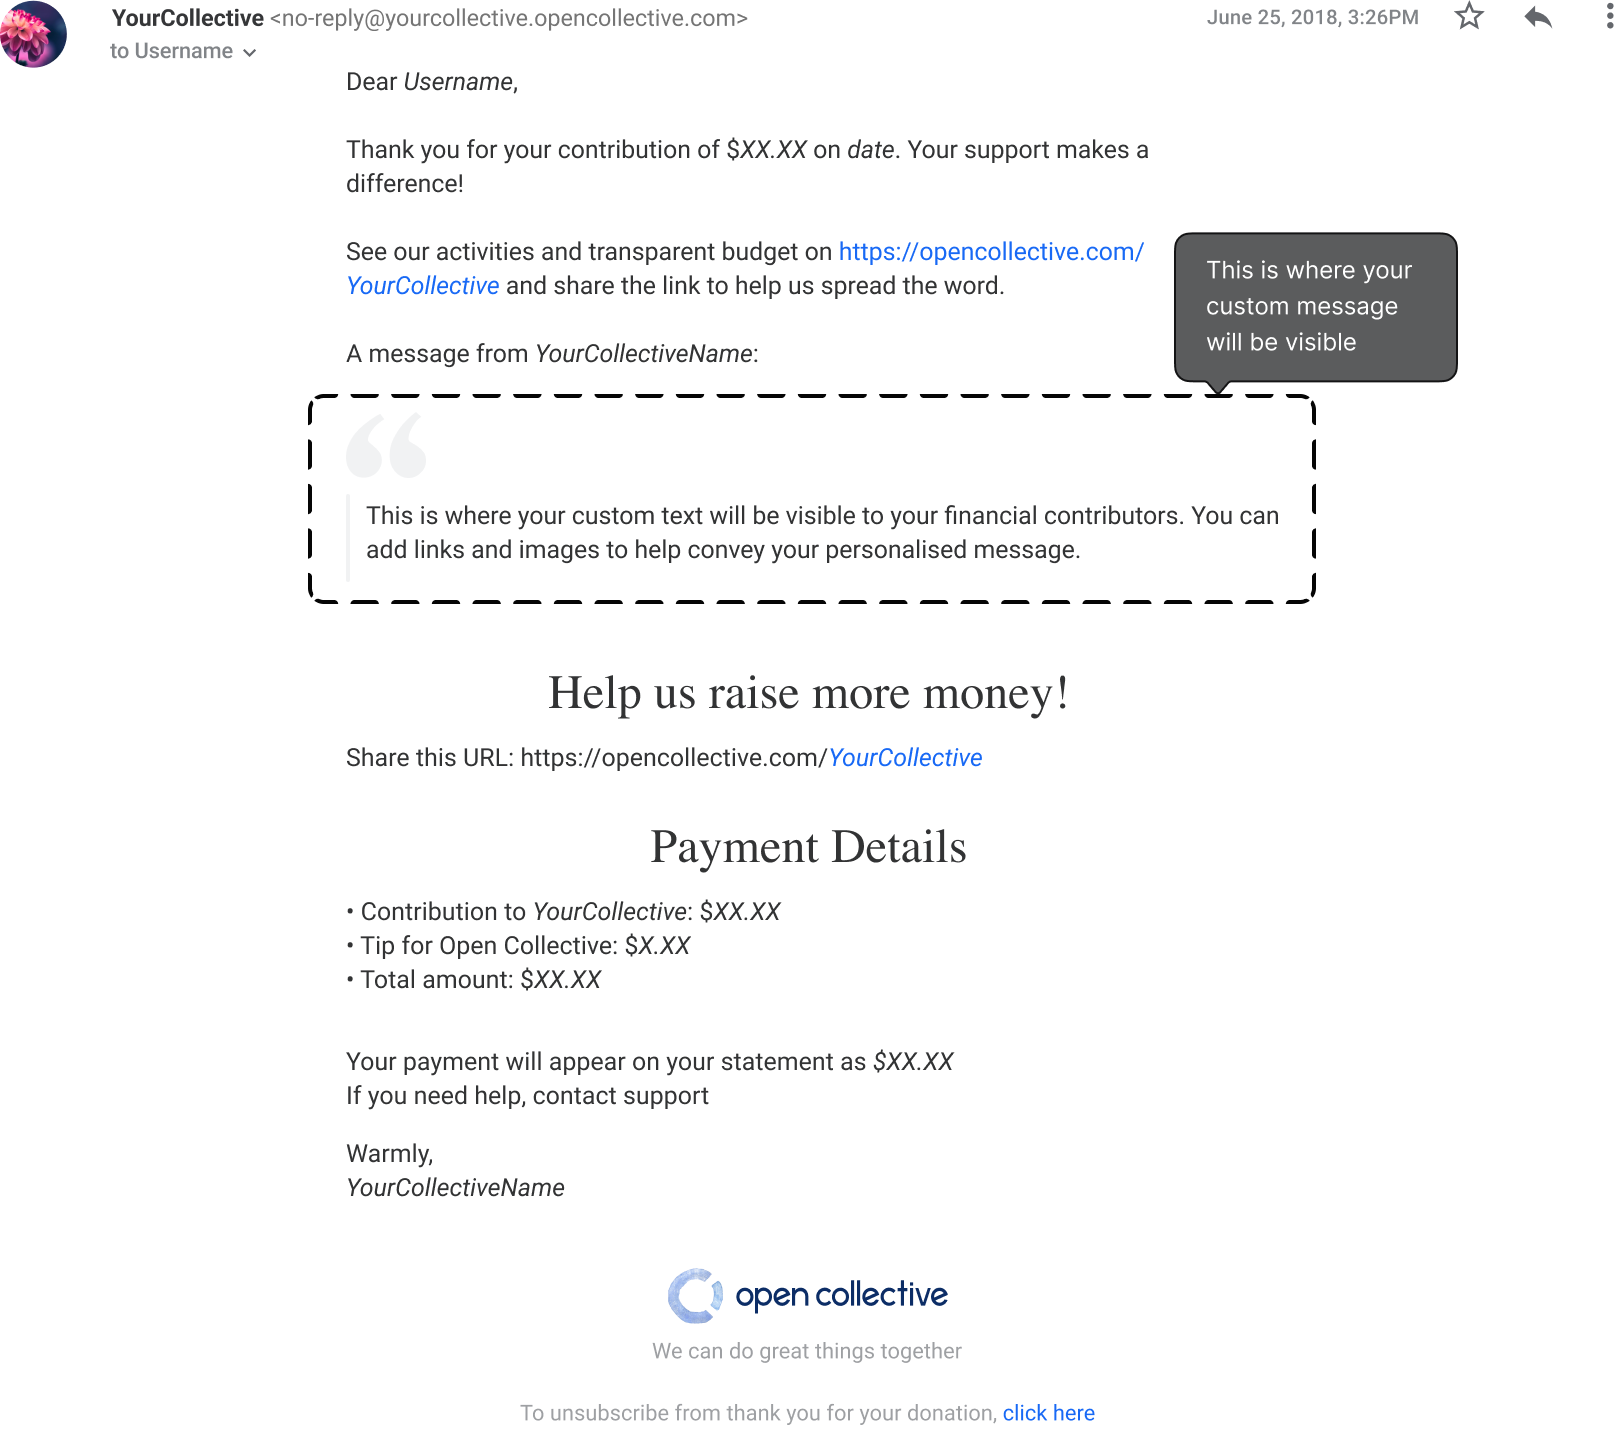 YourCollective <no-reply@yourcollective.opencollective.com>
June 25, 2018, 3:26PM
to Username
Dear Username,
Thank you for your contribution of $XX.XX on date. Your support makes a
difference!
See our activities and transparent budget on https://opencollective.com/
YourCollective and share the link to help us spread the word.
This is where your
custom message
will be visible
A message from YourCollectiveName:
This is where your custom text will be visible to your financial contributors. You can
add links and images to help convey your personalised message.
Help us raise more money!
Share this URL: https://opencollective.com/YourCollective
Payment Details
• Contribution to YourCollective: $XX.XX
• Tip for Open Collective: $X.XX
• Total amount: $XX.XX
Your payment will appear on your statement as $XX.XX
If you need help, contact support
Warmly,
YourCollectiveName
open collective
We can do great things together
To unsubscribe from thank you for your donation, click here